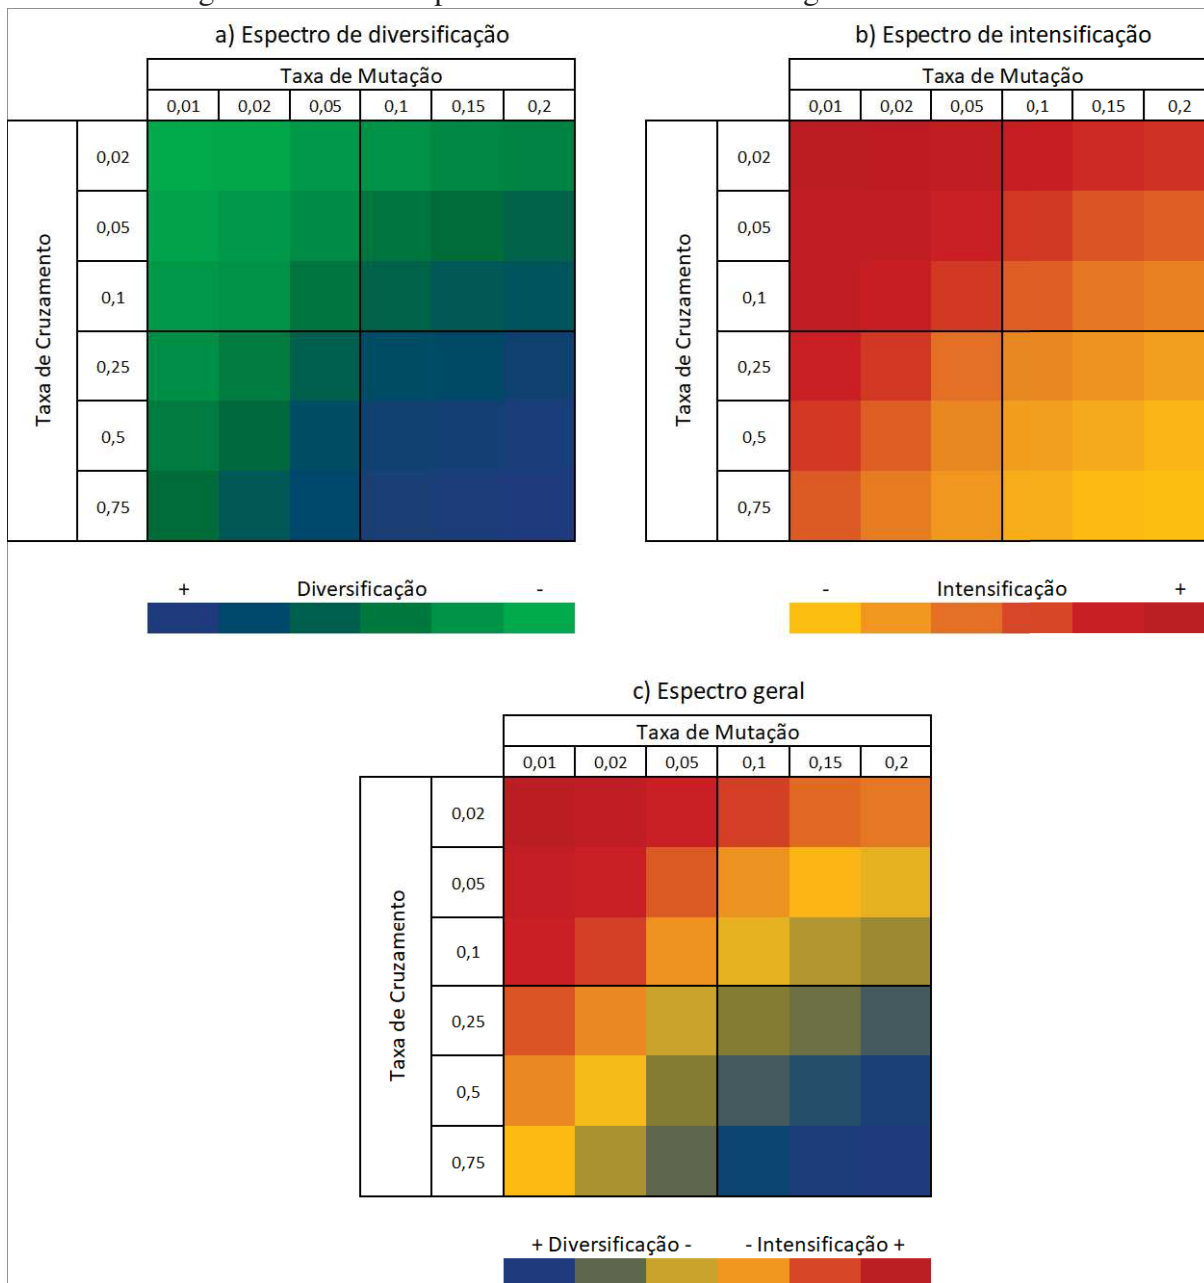 a) Espectro de diversificação
Taxa de Mutação
0,01 0,02 0,05 0,1 0,15 0,2
Taxa de Cruzamento
0,02
0,05
0,1
0,25
0,5
0,75
+ Diversificação -
b) Espectro de intensificação
Taxa de Mutação
0,01 0,02 0,05 0,1 0,15 0,2
Taxa de Cruzamento
0,02
0,05
0,1
0,25
0,5
0,75
- Intensificação +
c) Espectro geral
Taxa de Mutação
0,01 0,02 0,05 0,1 0,15 0,2
Taxa de Cruzamento
0,02
0,05
0,1
0,25
0,5
0,75
+ Diversificação - - Intensificação +